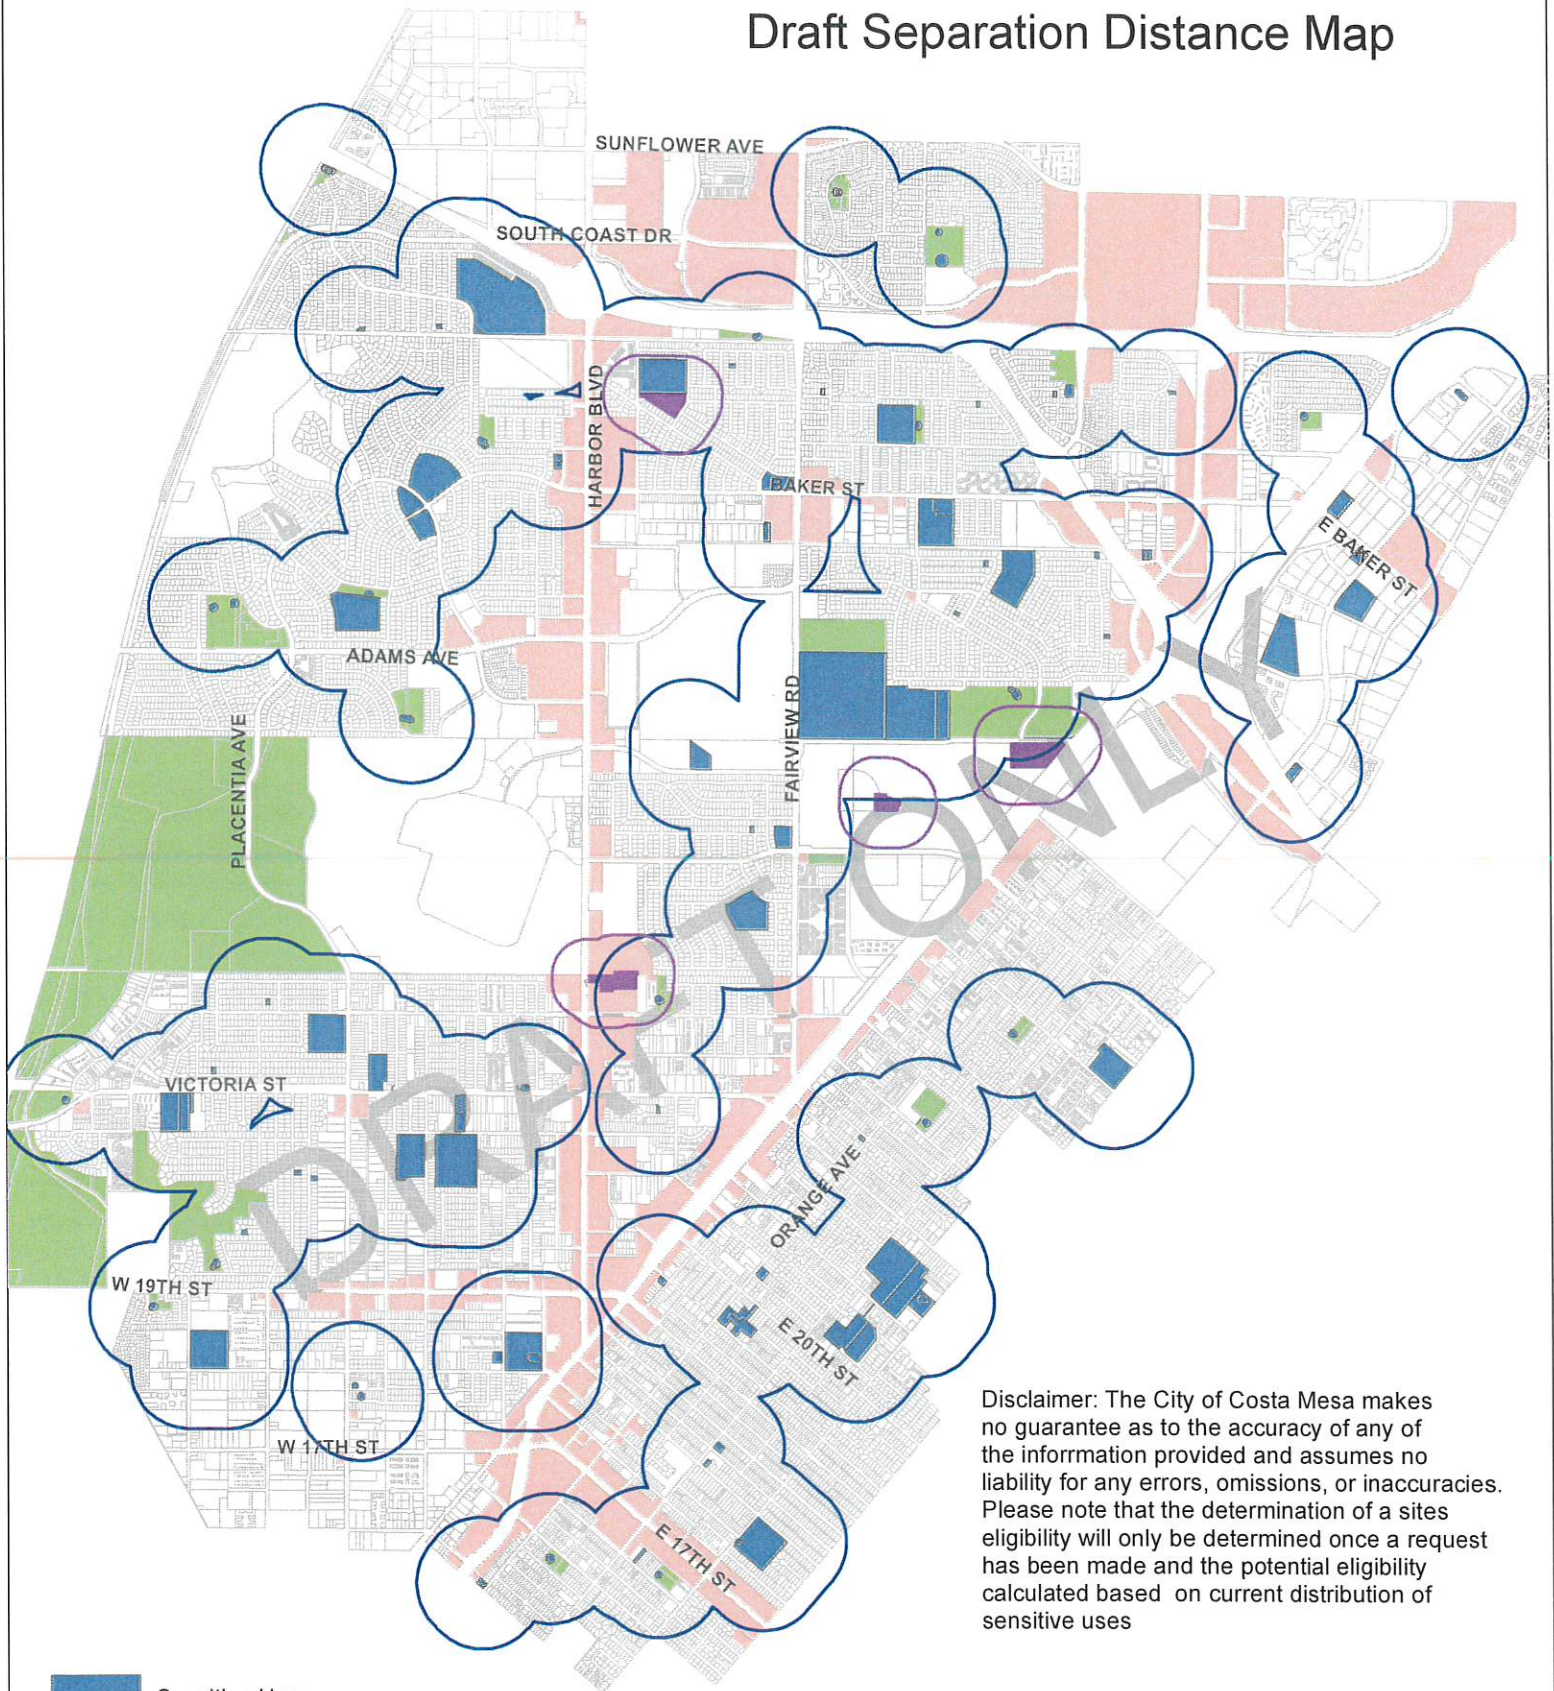 Draft Separation Distance Map
SUNFLOWER AVE
SOUTH COAST DR
HARBOR BLVD
BAKER ST
E BAKER ST
ADAMS AVE
PLACENTIA AVE
FAIRVIEW RD
DRAFT ONLY
VICTORIA ST
ORANGE AVE
W 19TH ST
E 20TH ST
W 17TH ST
E 17TH ST
Disclaimer: The City of Costa Mesa makes
no guarantee as to the accuracy of any of
the inforrmation provided and assumes no
liability for any errors, omissions, or inaccuracies.
Please note that the determination of a sites
eligibility will only be determined once a request
has been made and the potential eligibility
calculated based on current distribution of
sensitive uses